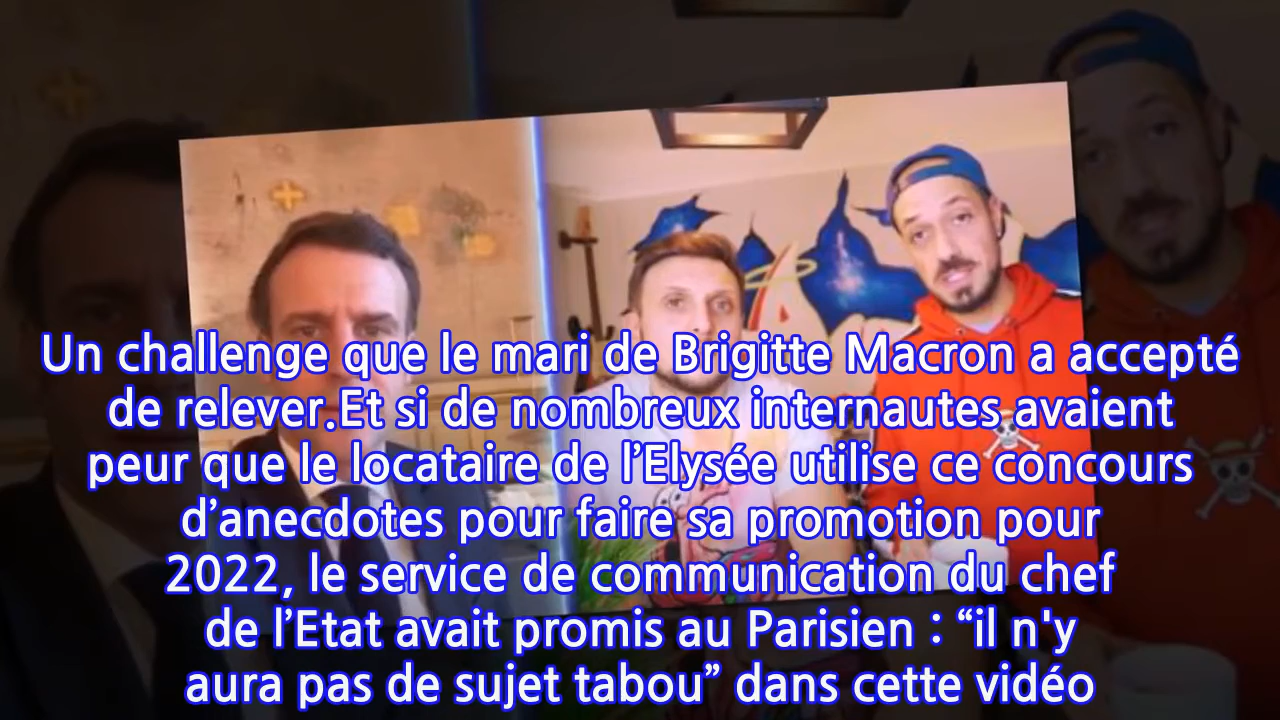 Un challenge que le mari de Brigitte Macron a accepté
de relever.Et si de nombreux internautes avaient
peur que le locataire de l’Elysée utilise ce concours
d’anecdotes pour faire sa promotion pour
2022, le service de communication du chef
de l’Etat avait promis au Parisien : “il n'y
aura pas de sujet tabou” dans cette vidéo